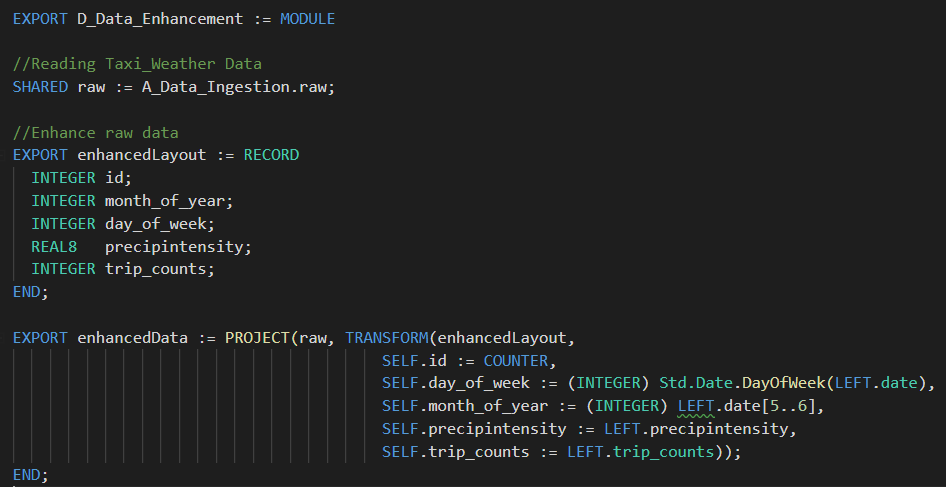 EXPORT D_Data_Enhancement := MODULE
//Reading Taxi_Weather Data
SHARED raw := A_Data_Ingestion.raw;
//Enhance raw data
EXPORT enhancedLayout := RECORD
INTEGER id;
INTEGER month_of_year;
INTEGER day_of_week;
REAL8 precipintensity;
INTEGER trip_counts;
END;
EXPORT enhancedData := PROJECT(raw, TRANSFORM(enhancedLayout,
SELF.id := COUNTER,
SELF.day_of_week := (INTEGER) Std.Date.DayOfWeek(LEFT.date),
SELF.month_of_year := (INTEGER) LEFT.date[5..6],
SELF.precipintensity := LEFT.precipintensity,
SELF.trip_counts := LEFT.trip_counts));
END;